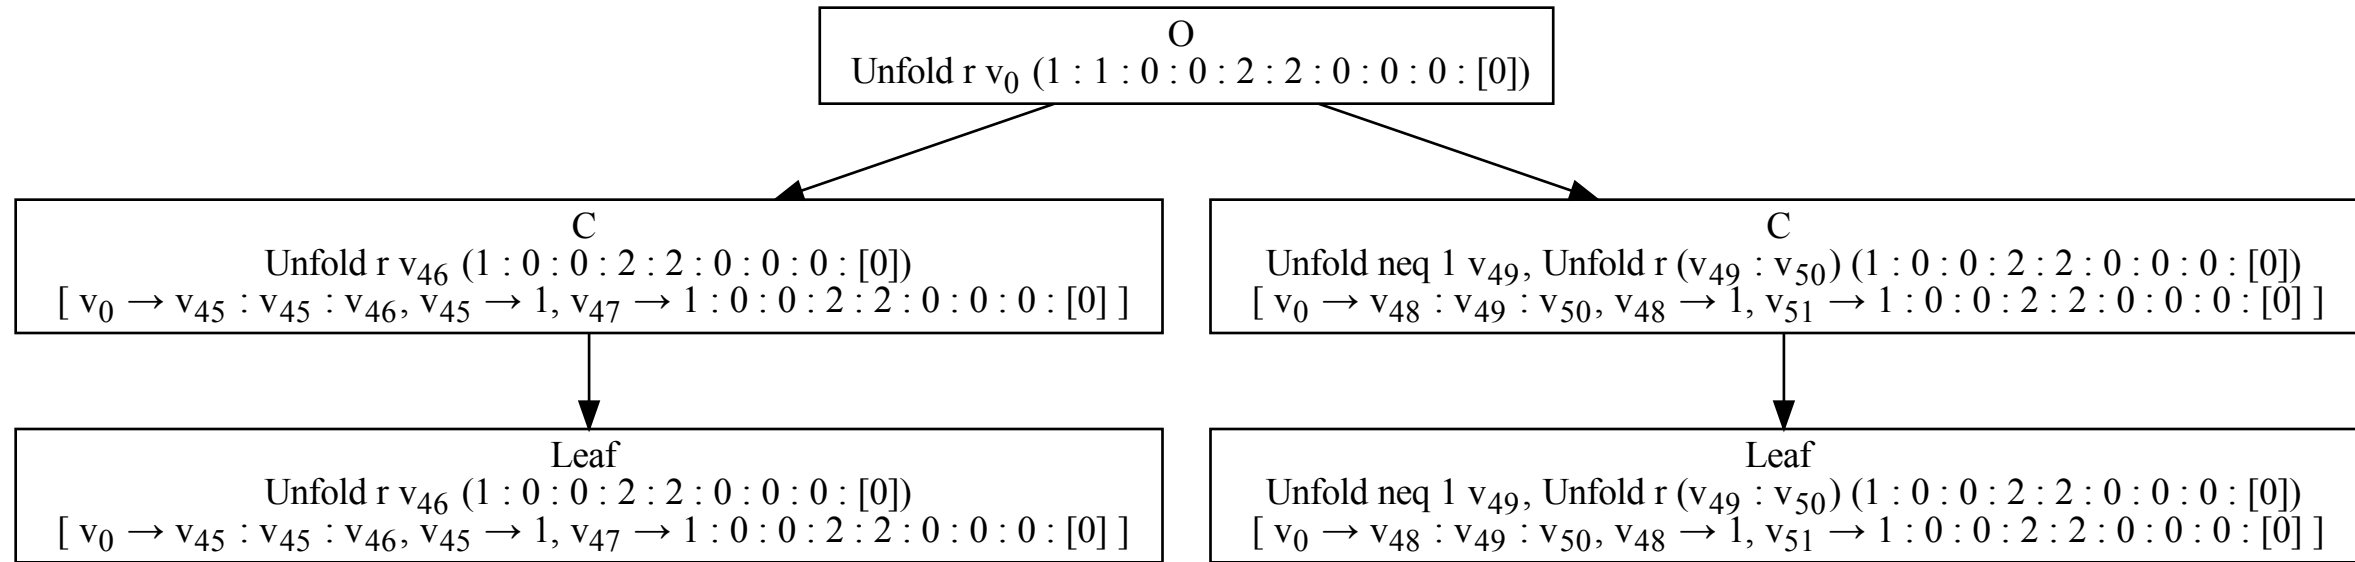 O
Unfold r v₀ (1 : 1 : 0 : 0 : 2 : 2 : 0 : 0 : 0 : [0])
C
Unfold r v₄₆ (1 : 0 : 0 : 2 : 2 : 0 : 0 : 0 : [0])
[ v₀ → v₄₅ : v₄₅ : v₄₆, v₄₅ → 1, v₄₇ → 1 : 0 : 0 : 2 : 2 : 0 : 0 : 0 : [0] ]
C
Unfold neq 1 v₄₉, Unfold r (v₄₉ : v₅₀) (1 : 0 : 0 : 2 : 2 : 0 : 0 : 0 : [0])
[ v₀ → v₄₈ : v₄₉ : v₅₀, v₄₈ → 1, v₅₁ → 1 : 0 : 0 : 2 : 2 : 0 : 0 : 0 : [0] ]
Leaf
Unfold r v₄₆ (1 : 0 : 0 : 2 : 2 : 0 : 0 : 0 : [0])
[ v₀ → v₄₅ : v₄₅ : v₄₆, v₄₅ → 1, v₄₇ → 1 : 0 : 0 : 2 : 2 : 0 : 0 : 0 : [0] ]
Leaf
Unfold neq 1 v₄₉, Unfold r (v₄₉ : v₅₀) (1 : 0 : 0 : 2 : 2 : 0 : 0 : 0 : [0])
[ v₀ → v₄₈ : v₄₉ : v₅₀, v₄₈ → 1, v₅₁ → 1 : 0 : 0 : 2 : 2 : 0 : 0 : 0 : [0] ]